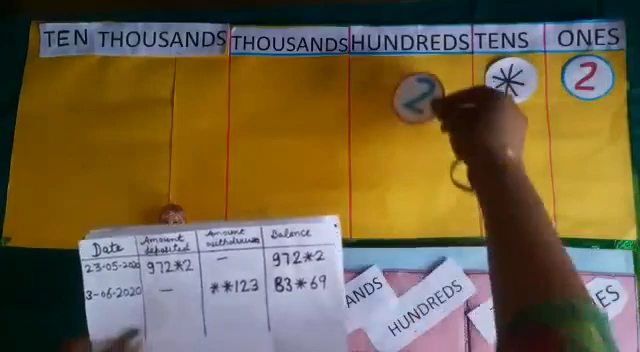 TEN THOUSANDS THOUSANDS HUNDREDS TENS ONES
2 * 2
Date Amount deposited Amount withdrawn Balance
23-05-2020 972*2 - 972*2
3-06-2020 - **123 83*69
ANDS HUNDREDS T ES